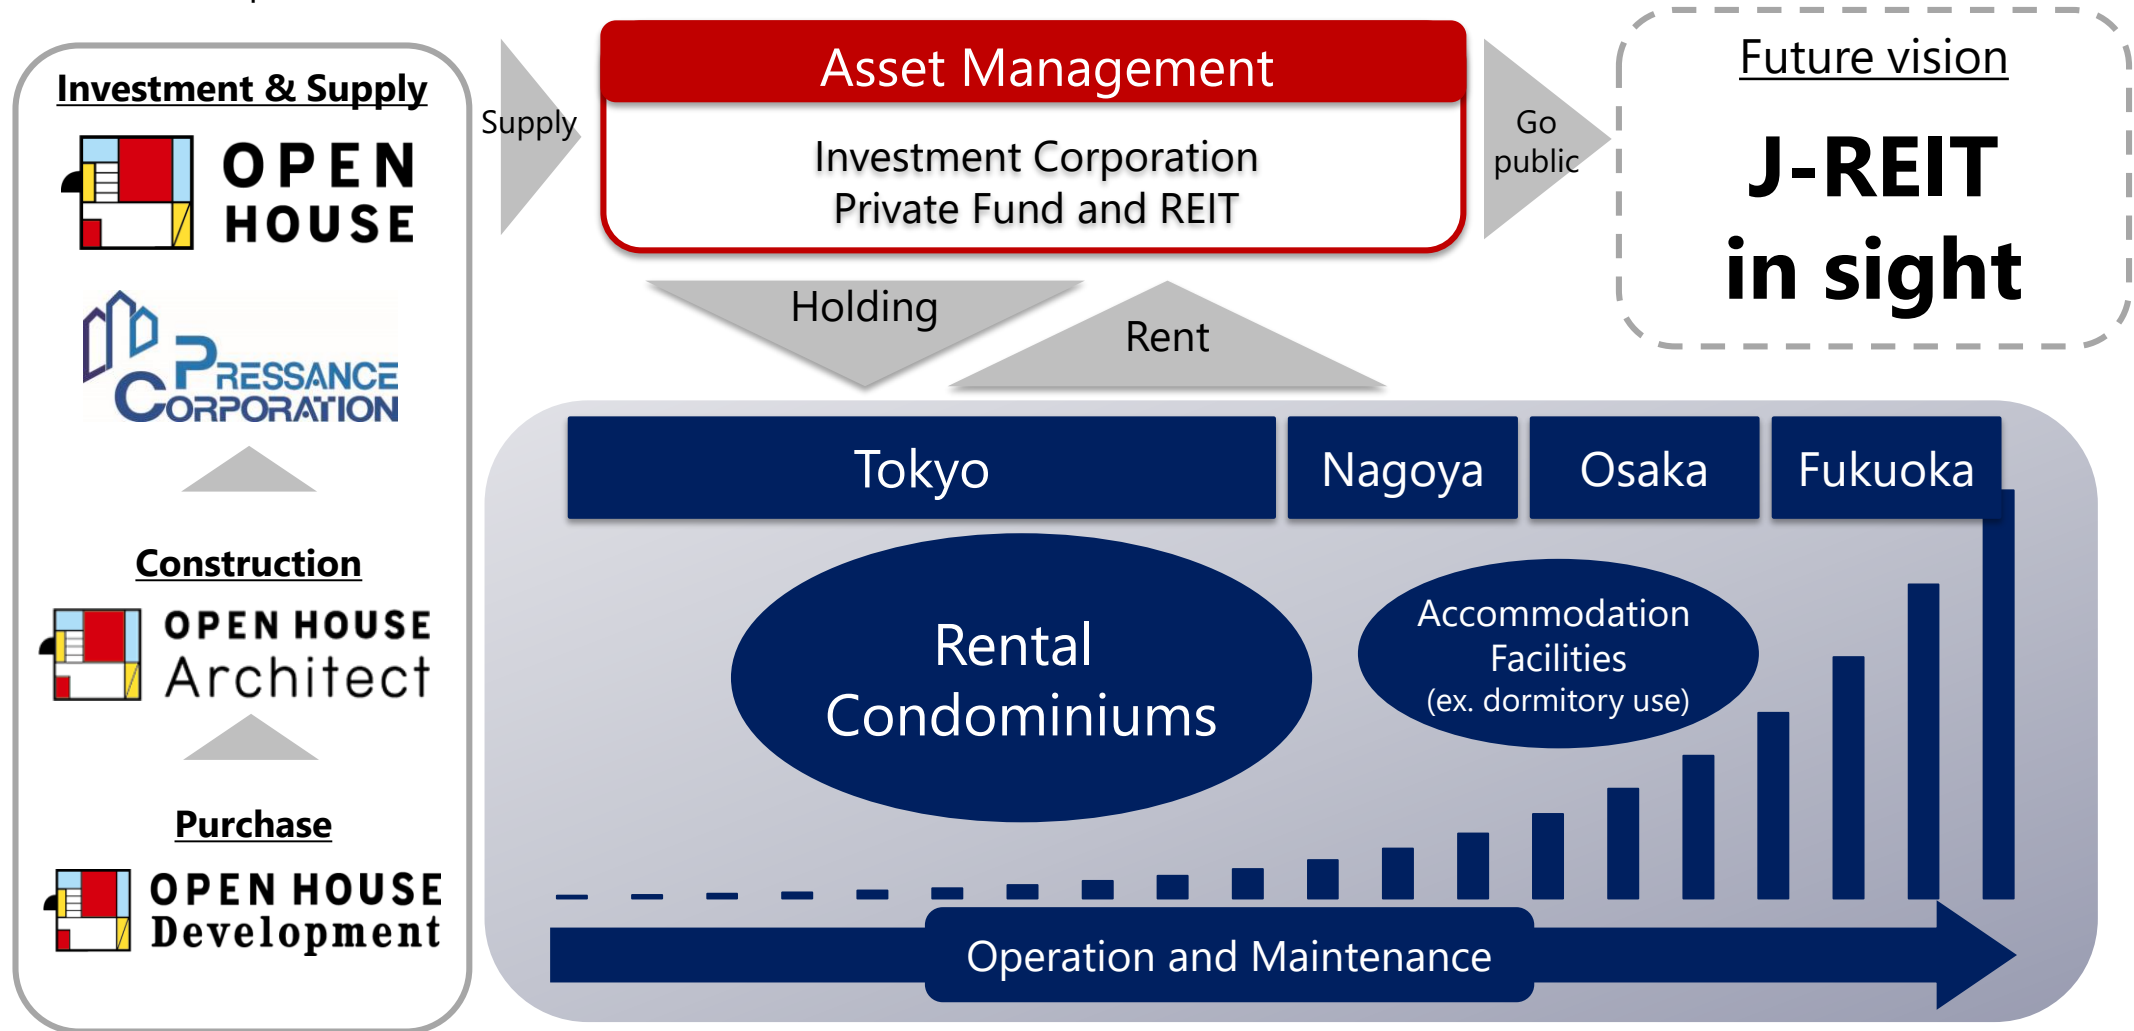 Investment & Supply
OPEN
HOUSE
PRESSANCE
CORPORATION
Construction
OPEN HOUSE
Architect
Purchase
OPEN HOUSE
Development
Supply
Asset Management
Investment Corporation
Private Fund and REIT
Go
public
Future vision
J-REIT
in sight
Holding
Rent
Tokyo
Nagoya
Osaka
Fukuoka
Rental
Condominiums
Accommodation
Facilities
(ex. dormitory use)
Operation and Maintenance